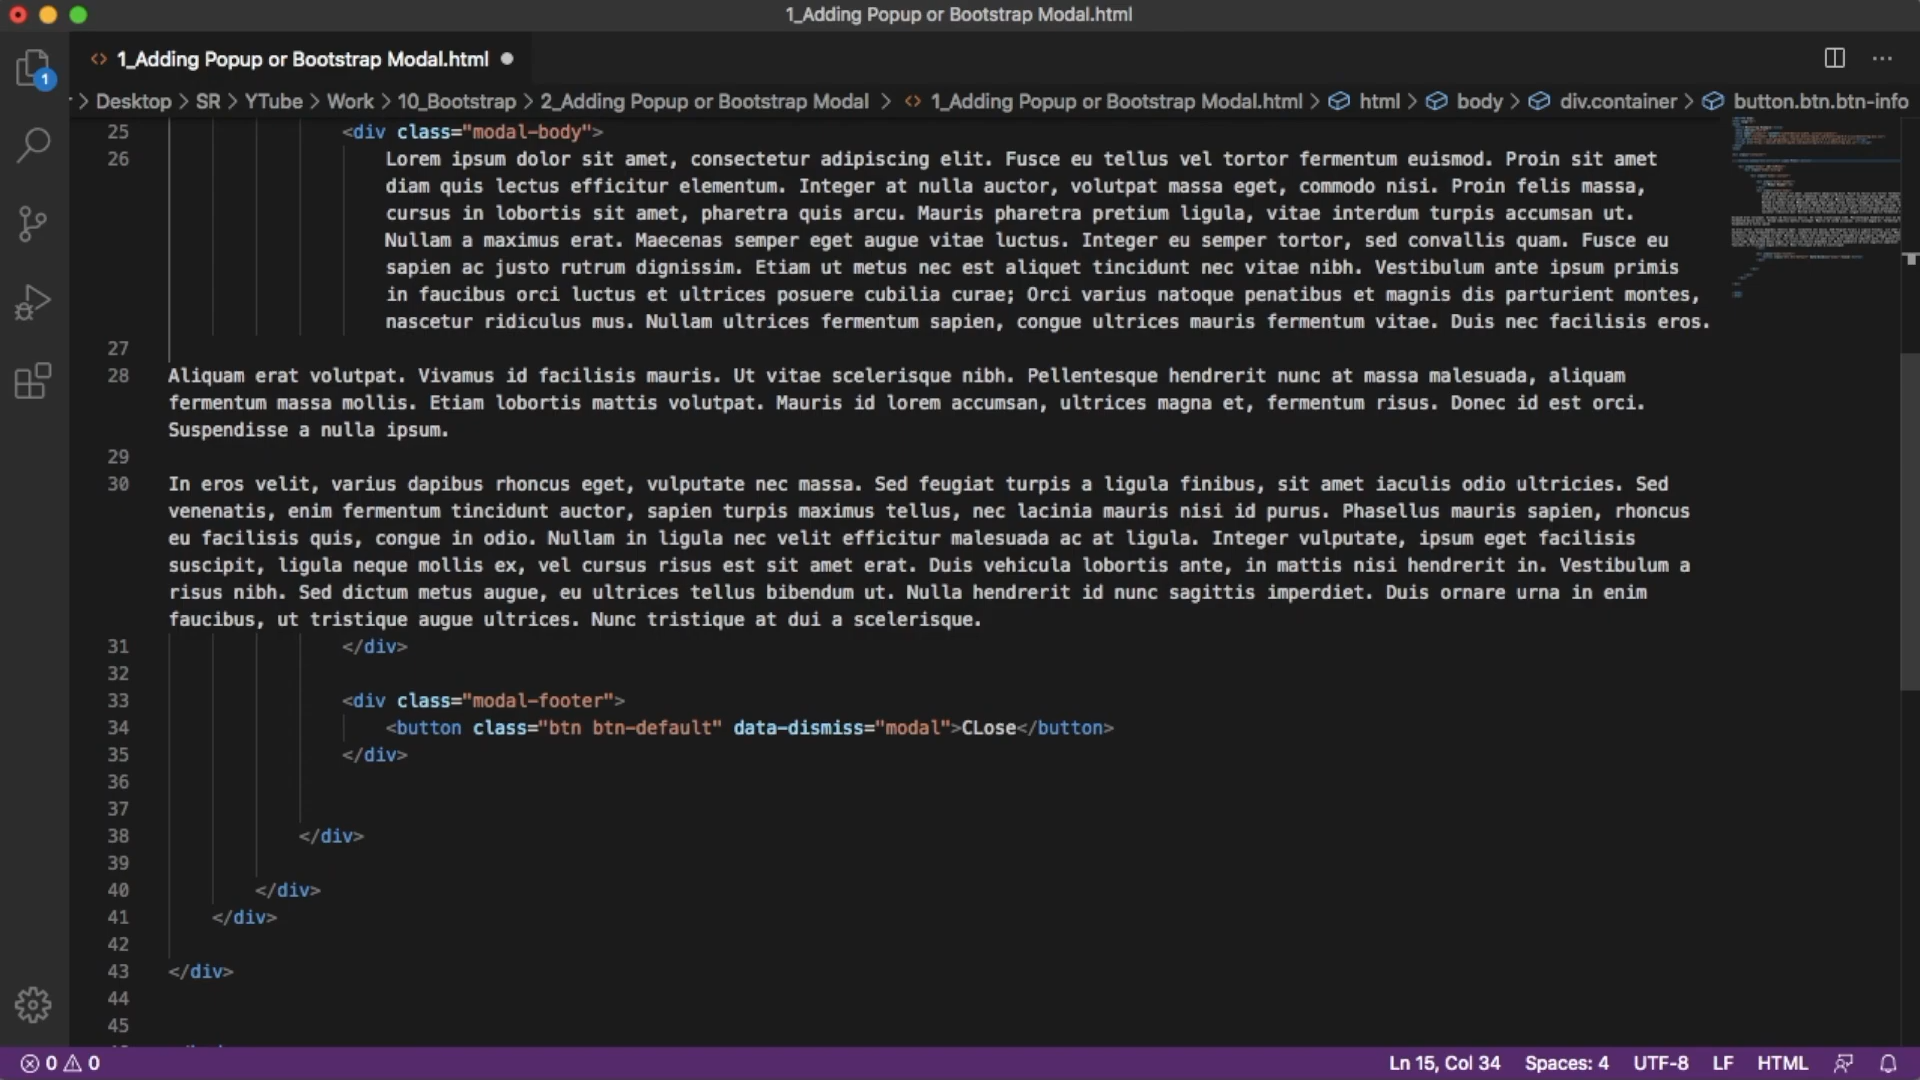 1_Adding Popup or Bootstrap Modal.html
1
1_Adding Popup or Bootstrap Modal.html
> Desktop > SR > YTube > Work > 10_Bootstrap > 2_Adding Popup or Bootstrap Modal > 1_Adding Popup or Bootstrap Modal.html > html > body > div.container > button.btn.btn-info
25 <div class="modal-body">
26 Lorem ipsum dolor sit amet, consectetur adipiscing elit. Fusce eu tellus vel tortor fermentum euismod. Proin sit amet
diam quis lectus efficitur elementum. Integer at nulla auctor, volutpat massa eget, commodo nisi. Proin felis massa,
cursus in lobortis sit amet, pharetra quis arcu. Mauris pharetra pretium ligula, vitae interdum turpis accumsan ut.
Nullam a maximus erat. Maecenas semper eget augue vitae luctus. Integer eu semper tortor, sed convallis quam. Fusce eu
sapien ac justo rutrum dignissim. Etiam ut metus nec est aliquet tincidunt nec vitae nibh. Vestibulum ante ipsum primis
in faucibus orci luctus et ultrices posuere cubilia curae; Orci varius natoque penatibus et magnis dis parturient montes,
nascetur ridiculus mus. Nullam ultrices fermentum sapien, congue ultrices mauris fermentum vitae. Duis nec facilisis eros.
27
28 Aliquam erat volutpat. Vivamus id facilisis mauris. Ut vitae scelerisque nibh. Pellentesque hendrerit nunc at massa malesuada, aliquam
fermentum massa mollis. Etiam lobortis mattis volutpat. Mauris id lorem accumsan, ultrices magna et, fermentum risus. Donec id est orci.
Suspendisse a nulla ipsum.
29
30 In eros velit, varius dapibus rhoncus eget, vulputate nec massa. Sed feugiat turpis a ligula finibus, sit amet iaculis odio ultricies. Sed
venenatis, enim fermentum tincidunt auctor, sapien turpis maximus tellus, nec lacinia mauris nisi id purus. Phasellus mauris sapien, rhoncus
eu facilisis quis, congue in odio. Nullam in ligula nec velit efficitur malesuada ac at ligula. Integer vulputate, ipsum eget facilisis
suscipit, ligula neque mollis ex, vel cursus risus est sit amet erat. Duis vehicula lobortis ante, in mattis nisi hendrerit in. Vestibulum a
risus nibh. Sed dictum metus augue, eu ultrices tellus bibendum ut. Nulla hendrerit id nunc sagittis imperdiet. Duis ornare urna in enim
faucibus, ut tristique augue ultrices. Nunc tristique at dui a scelerisque.
31 </div>
32
33 <div class="modal-footer">
34 <button class="btn btn-default" data-dismiss="modal">CLose</button>
35 </div>
36
37
38 </div>
39
40 </div>
41 </div>
42
43 </div>
44
45
0 0 Ln 15, Col 34 Spaces: 4 UTF-8 LF HTML